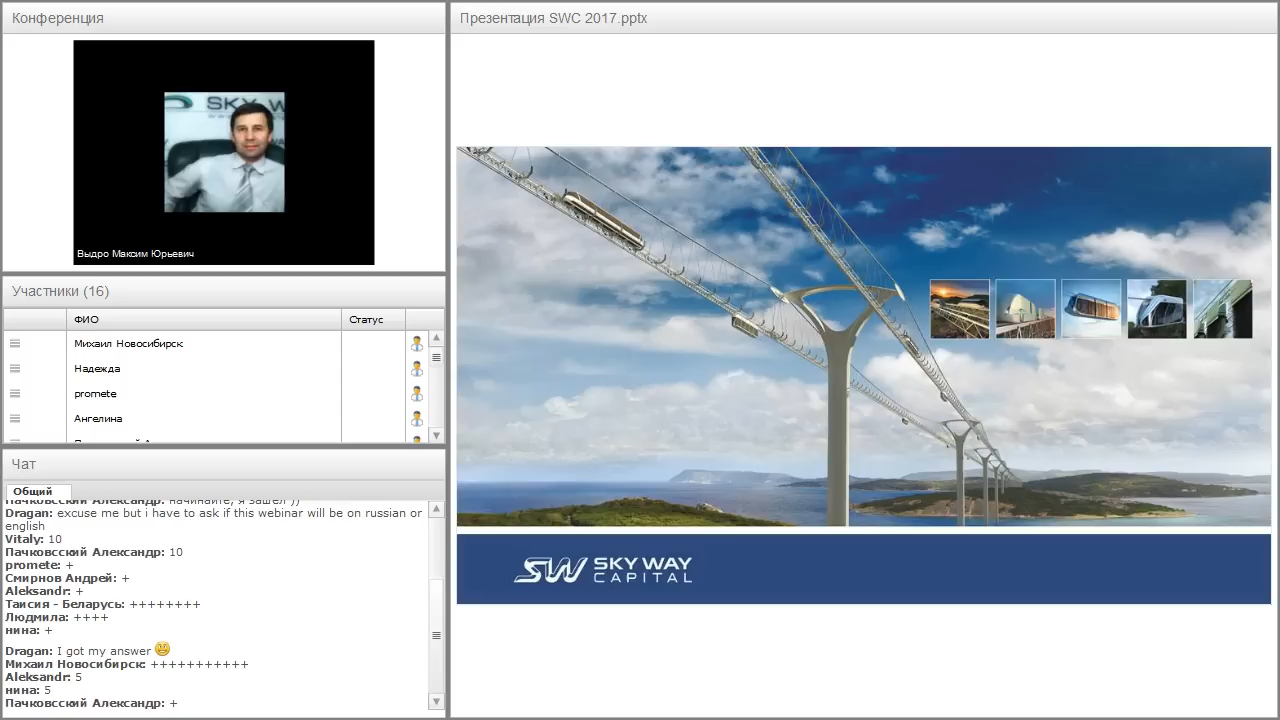 Конференция
SKY W
Выдро Максим Юрьевич
Участники (16)
ФИО
Статус
Михаил Новосибирск
Надежда
promete
Ангелина
Чат
Общий
Пачковсский Александр: начинайте, я зашел ))
Dragan: excuse me but i have to ask if this webinar will be on russian or
english
Vitaly: 10
Пачковсский Александр: 10
promete: +
Смирнов Андрей: +
Aleksandr: +
Таисия - Беларусь: ++++++++
Людмила: ++++
нина: +
Dragan: I got my answer
Михаил Новосибирск: +++++++++++
Aleksandr: 5
нина: 5
Пачковсский Александр: +
Презентация SWC 2017.pptx
SW SKY WAY
CAPITAL